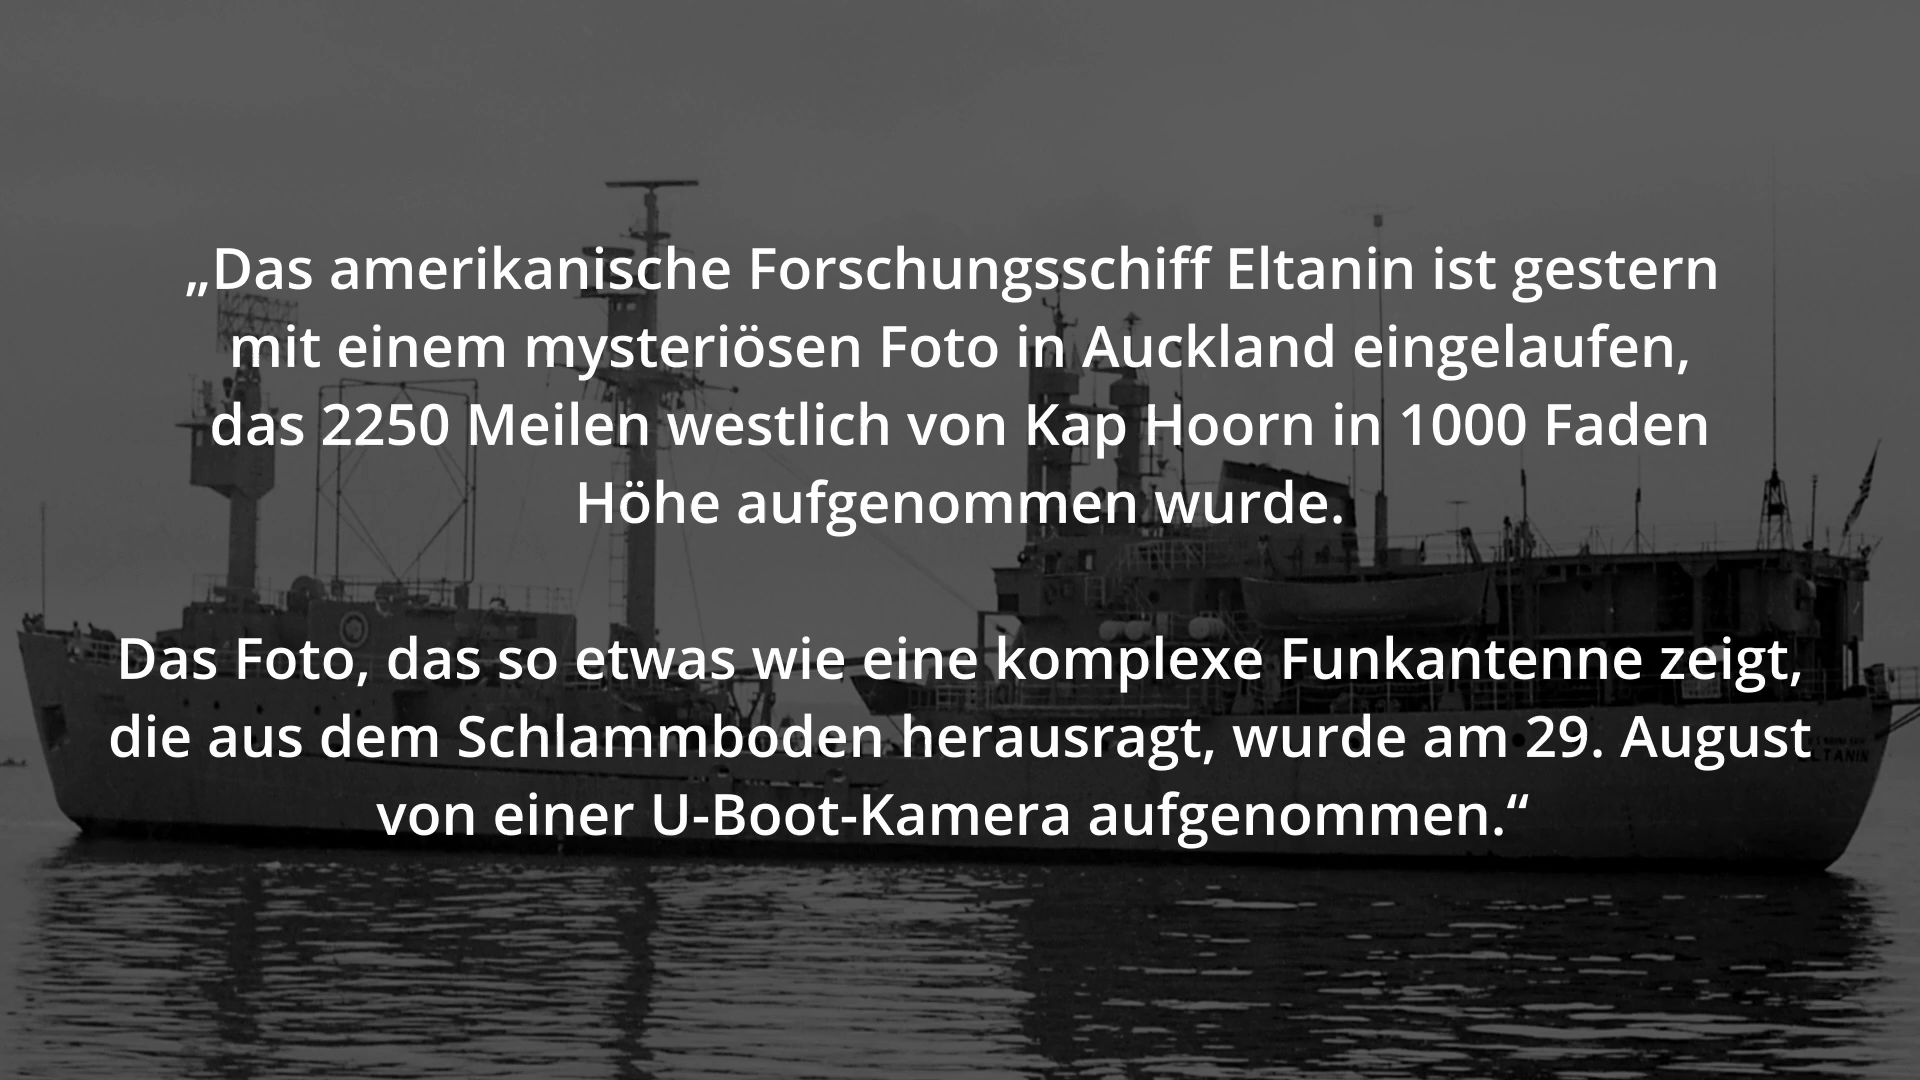 „Das amerikanische Forschungsschiff Eltanin ist gestern
mit einem mysteriösen Foto in Auckland eingelaufen,
das 2250 Meilen westlich von Kap Hoorn in 1000 Faden
Höhe aufgenommen wurde.
Das Foto, das so etwas wie eine komplexe Funkantenne zeigt,
die aus dem Schlammboden herausragt, wurde am 29. August
von einer U-Boot-Kamera aufgenommen.“
ELTANIN